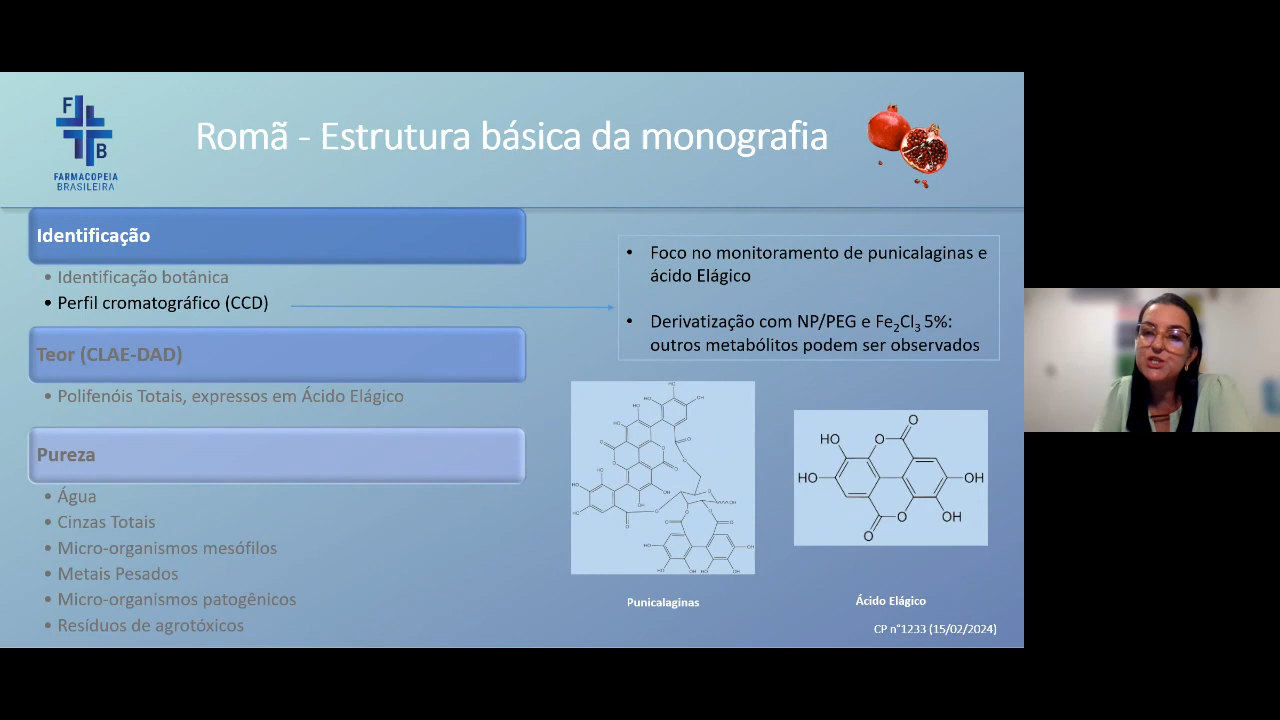 F
B
FARMACOPEIA
BRASILEIRA
Romã - Estrutura básica da monografia
Identificação
• Identificação botânica
• Perfil cromatográfico (CCD)
Teor (CLAE-DAD)
• Polifenóis Totais, expressos em Ácido Elágico
Pureza
• Água
• Cinzas Totais
• Micro-organismos mesófilos
• Metais Pesados
• Micro-organismos patogênicos
• Resíduos de agrotóxicos
• Foco no monitoramento de punicalaginas e
ácido Elágico
• Derivatização com NP/PEG e Fe₂Cl₃ 5%:
outros metabólitos podem ser observados
Punicalaginas
O
HO
O
HO
OH
O
OH
O
Ácido Elágico
CP n°1233 (15/02/2024)